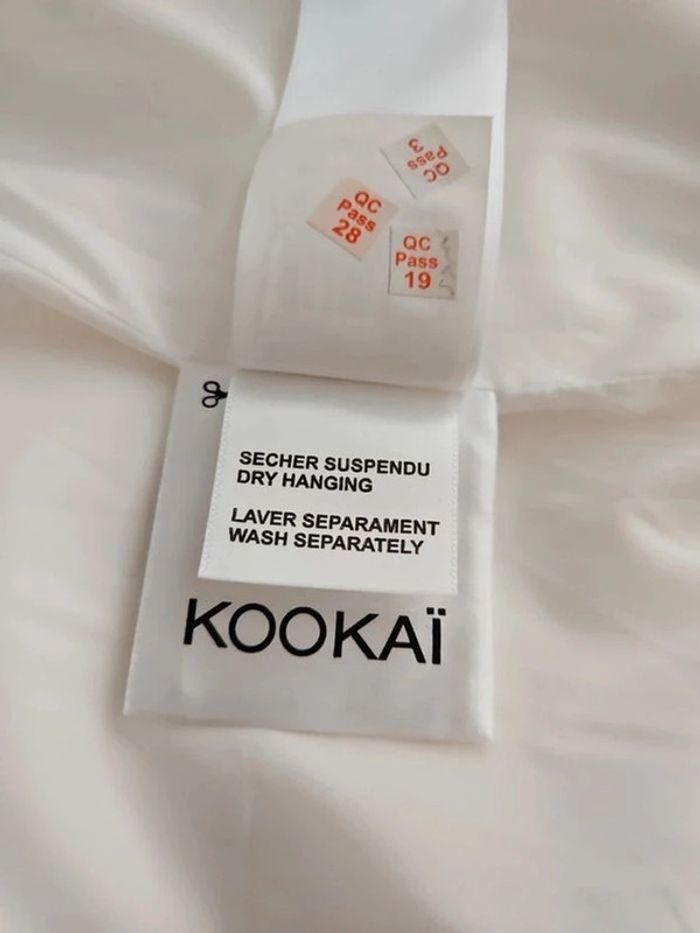 QC
Pass
3
QC
Pass
28
QC
Pass
19
SECHER SUSPENDU
DRY HANGING
LAVER SEPARAMENT
WASH SEPARATELY
KOOKAÏ